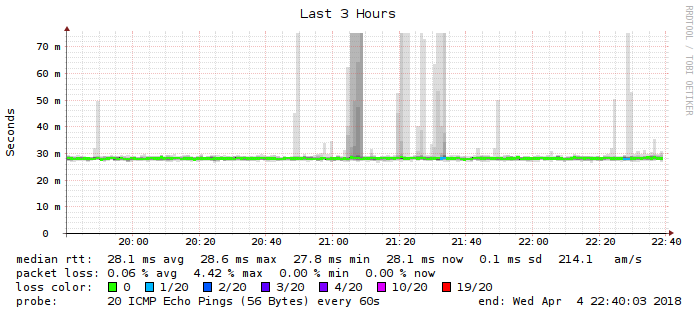 Last 3 Hours
RRDTOOL / TOBI OETIKER
Seconds
70 m
60 m
50 m
40 m
30 m
20 m
10 m
0
20:00 20:20 20:40 21:00 21:20 21:40 22:00 22:20 22:40
median rtt: 28.1 ms avg 28.6 ms max 27.8 ms min 28.1 ms now 0.1 ms sd 214.1 am/s
packet loss: 0.06 % avg 4.42 % max 0.00 % min 0.00 % now
loss color: 0 1/20 2/20 3/20 4/20 10/20 19/20
probe: 20 ICMP Echo Pings (56 Bytes) every 60s end: Wed Apr 4 22:40:03 2018